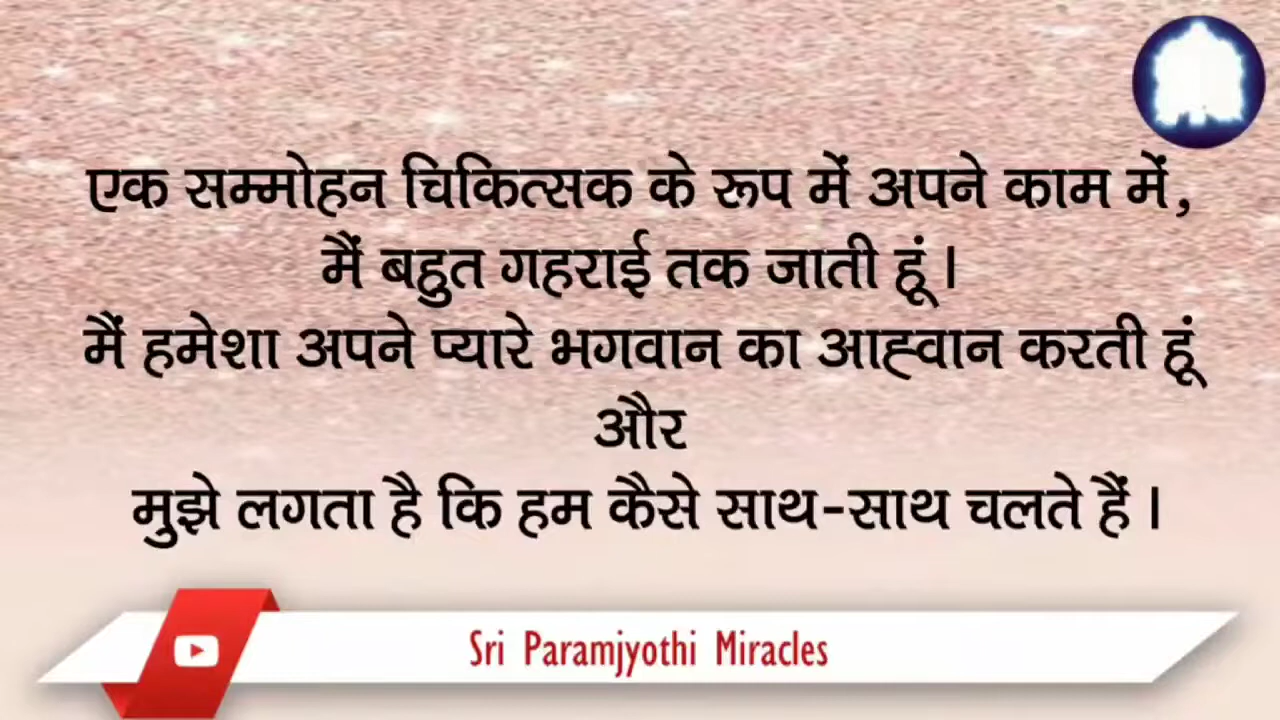 एक सम्मोहन चिकित्सक के रूप में अपने काम में,
मैं बहुत गहराई तक जाती हूं।
मैं हमेशा अपने प्यारे भगवान का आह्वान करती हूं
और
मुझे लगता है कि हम कैसे साथ-साथ चलते हैं।
Sri Paramjyothi Miracles